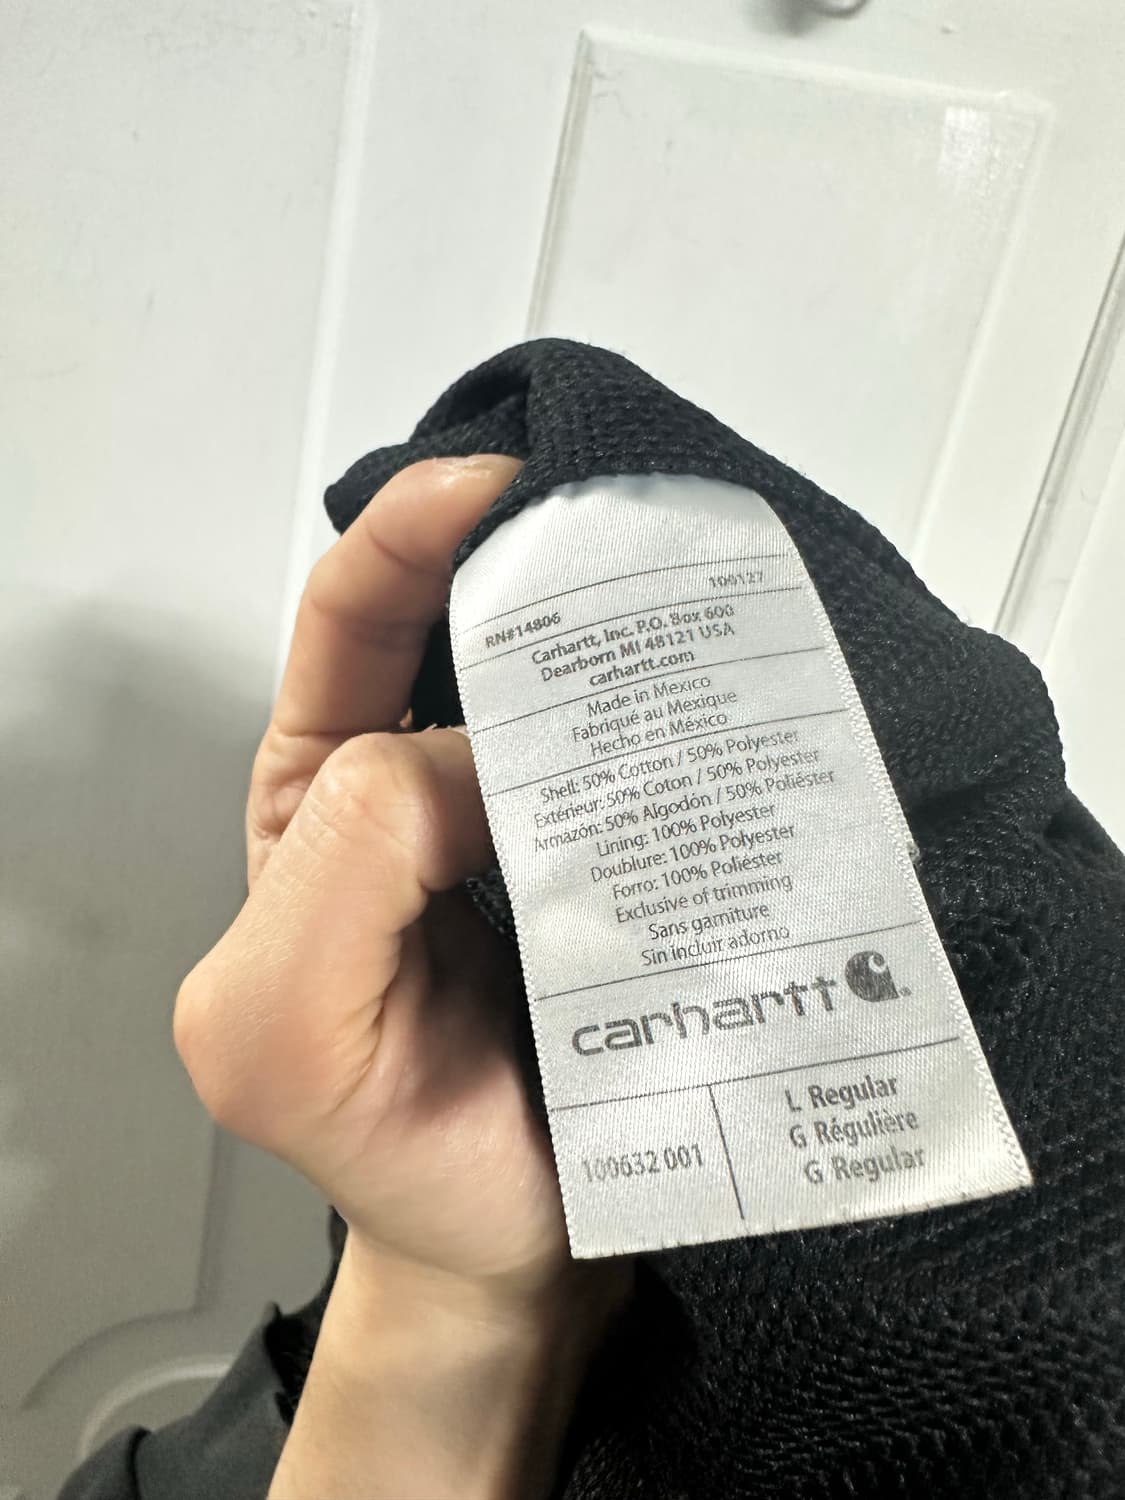 100127
RN#14806
Carhartt, Inc. P.O. Box 600
Dearborn MI 48121 USA
carhartt.com
Made in Mexico
Fabriqué au Mexique
Hecho en México
Shell: 50% Cotton / 50% Polyester
Extérieur: 50% Coton / 50% Polyester
Armazón: 50% Algodón / 50% Poliéster
Lining: 100% Polyester
Doublure: 100% Polyester
Forro: 100% Poliéster
Exclusive of trimming
Sans garniture
Sin incluir adorno
carhartt
100632 001
L Regular
G Régulière
G Regular